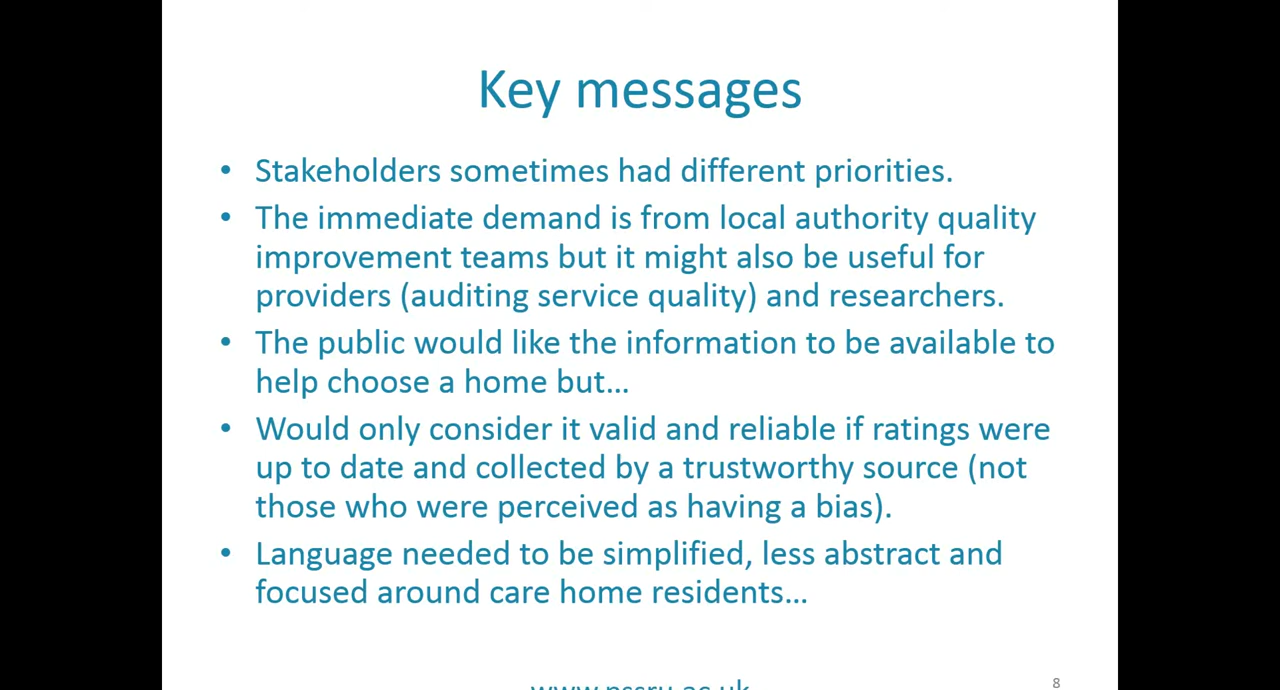 Key messages
• Stakeholders sometimes had different priorities.
• The immediate demand is from local authority quality
improvement teams but it might also be useful for
providers (auditing service quality) and researchers.
• The public would like the information to be available to
help choose a home but…
• Would only consider it valid and reliable if ratings were
up to date and collected by a trustworthy source (not
those who were perceived as having a bias).
• Language needed to be simplified, less abstract and
focused around care home residents…
www.pssru.ac.uk
8